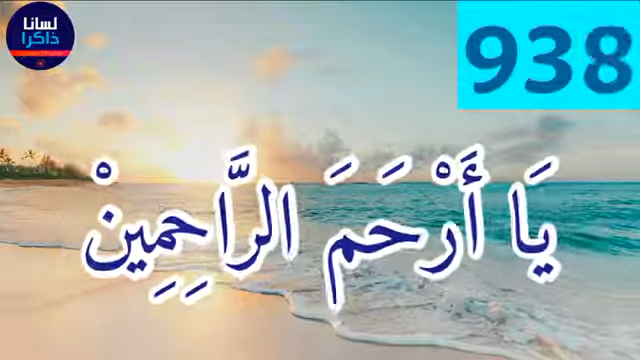 لسانا
ذاكرا
938
يَا أَرْحَمَ الرَّاحِمِينْ